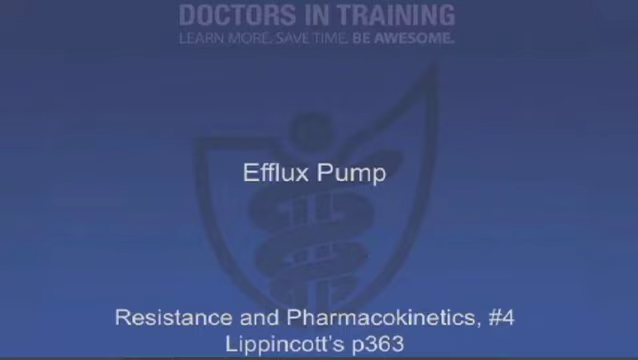 DOCTORS IN TRAINING
LEARN MORE. SAVE TIME. BE AWESOME.
Efflux Pump
Resistance and Pharmacokinetics, #4
Lippincott's p363